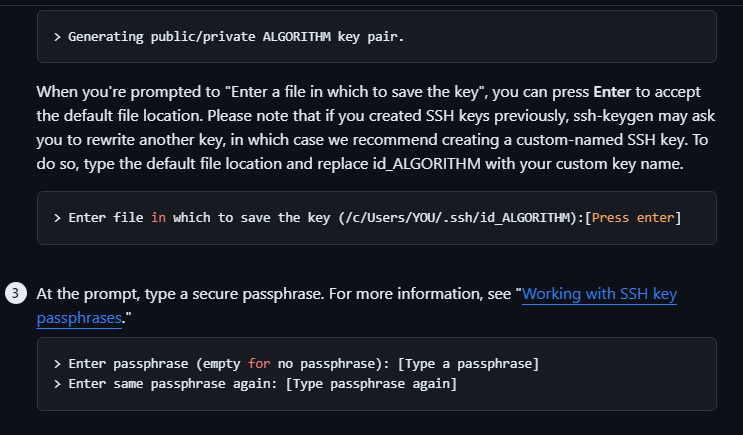 > Generating public/private ALGORITHM key pair.
When you're prompted to "Enter a file in which to save the key", you can press Enter to accept
the default file location. Please note that if you created SSH keys previously, ssh-keygen may ask
you to rewrite another key, in which case we recommend creating a custom-named SSH key. To
do so, type the default file location and replace id_ALGORITHM with your custom key name.
> Enter file in which to save the key (/c/Users/YOU/.ssh/id_ALGORITHM):[Press enter]
3 At the prompt, type a secure passphrase. For more information, see "Working with SSH key
passphrases."
> Enter passphrase (empty for no passphrase): [Type a passphrase]
> Enter same passphrase again: [Type passphrase again]